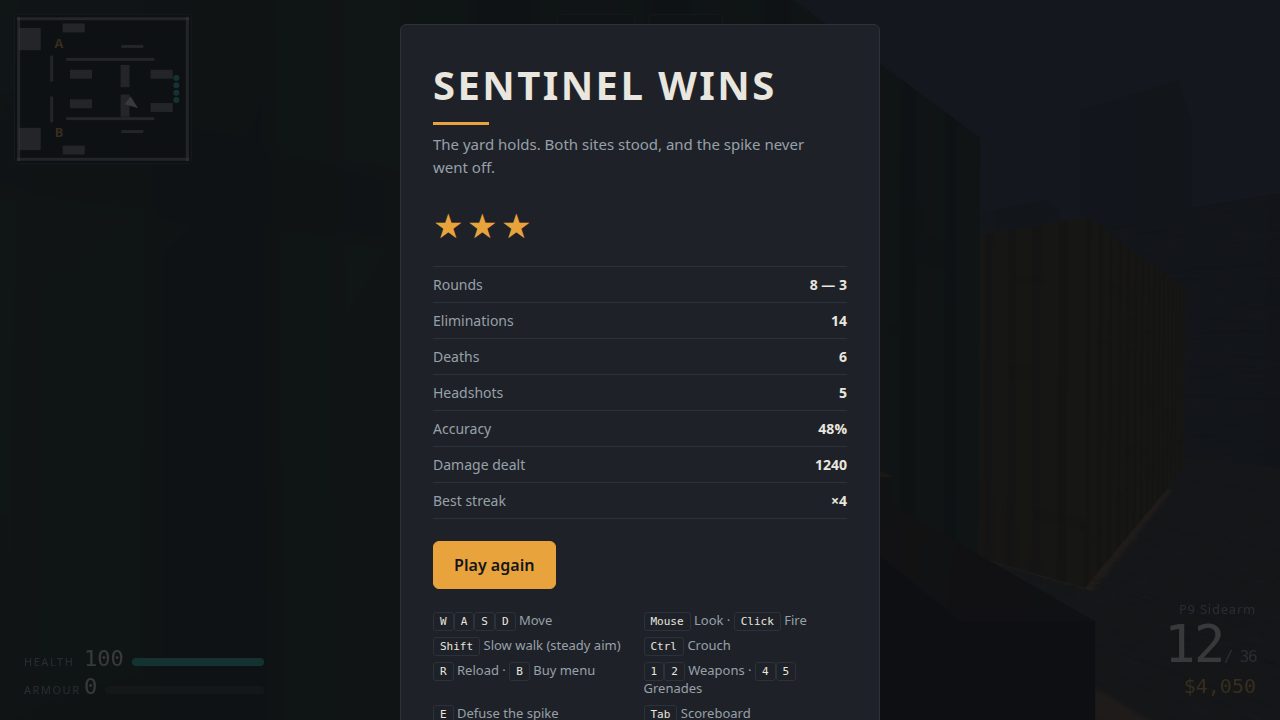 A
B
SENTINEL WINS
The yard holds. Both sites stood, and the spike never
went off.
★★★
Rounds 8 — 3
Eliminations 14
Deaths 6
Headshots 5
Accuracy 48%
Damage dealt 1240
Best streak ×4
Play again
W A S D Move
Mouse Look · Click Fire
Shift Slow walk (steady aim)
Ctrl Crouch
R Reload · B Buy menu
1 2 Weapons · 4 5
Grenades
E Defuse the spike
Tab Scoreboard
HEALTH 100
ARMOUR 0
P9 Sidearm
12 / 36
$4,050